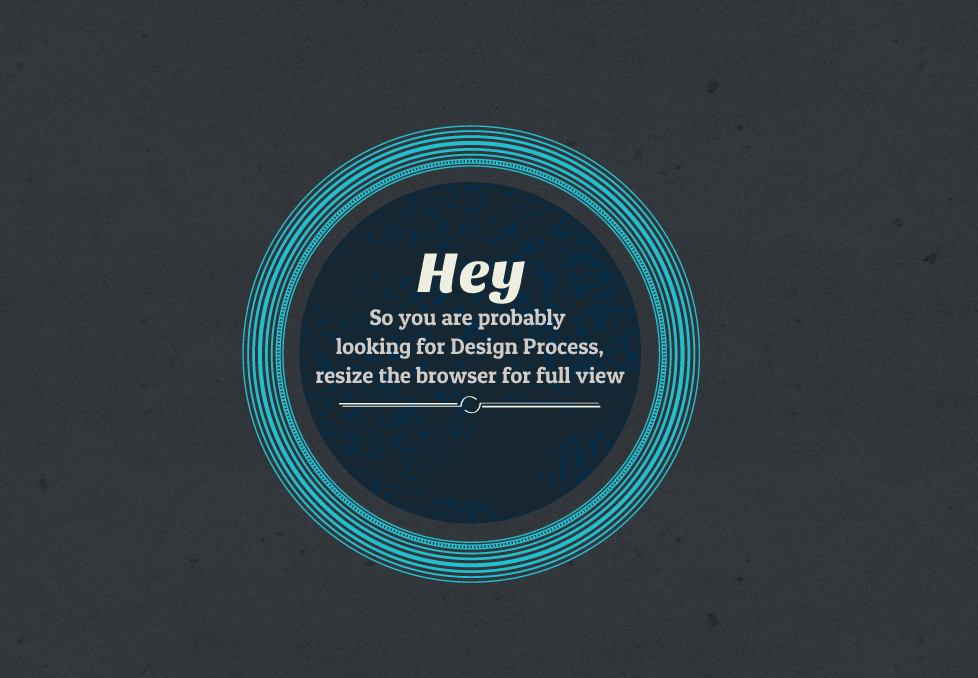 Hey
So you are probably
looking for Design Process,
resize the browser for full view